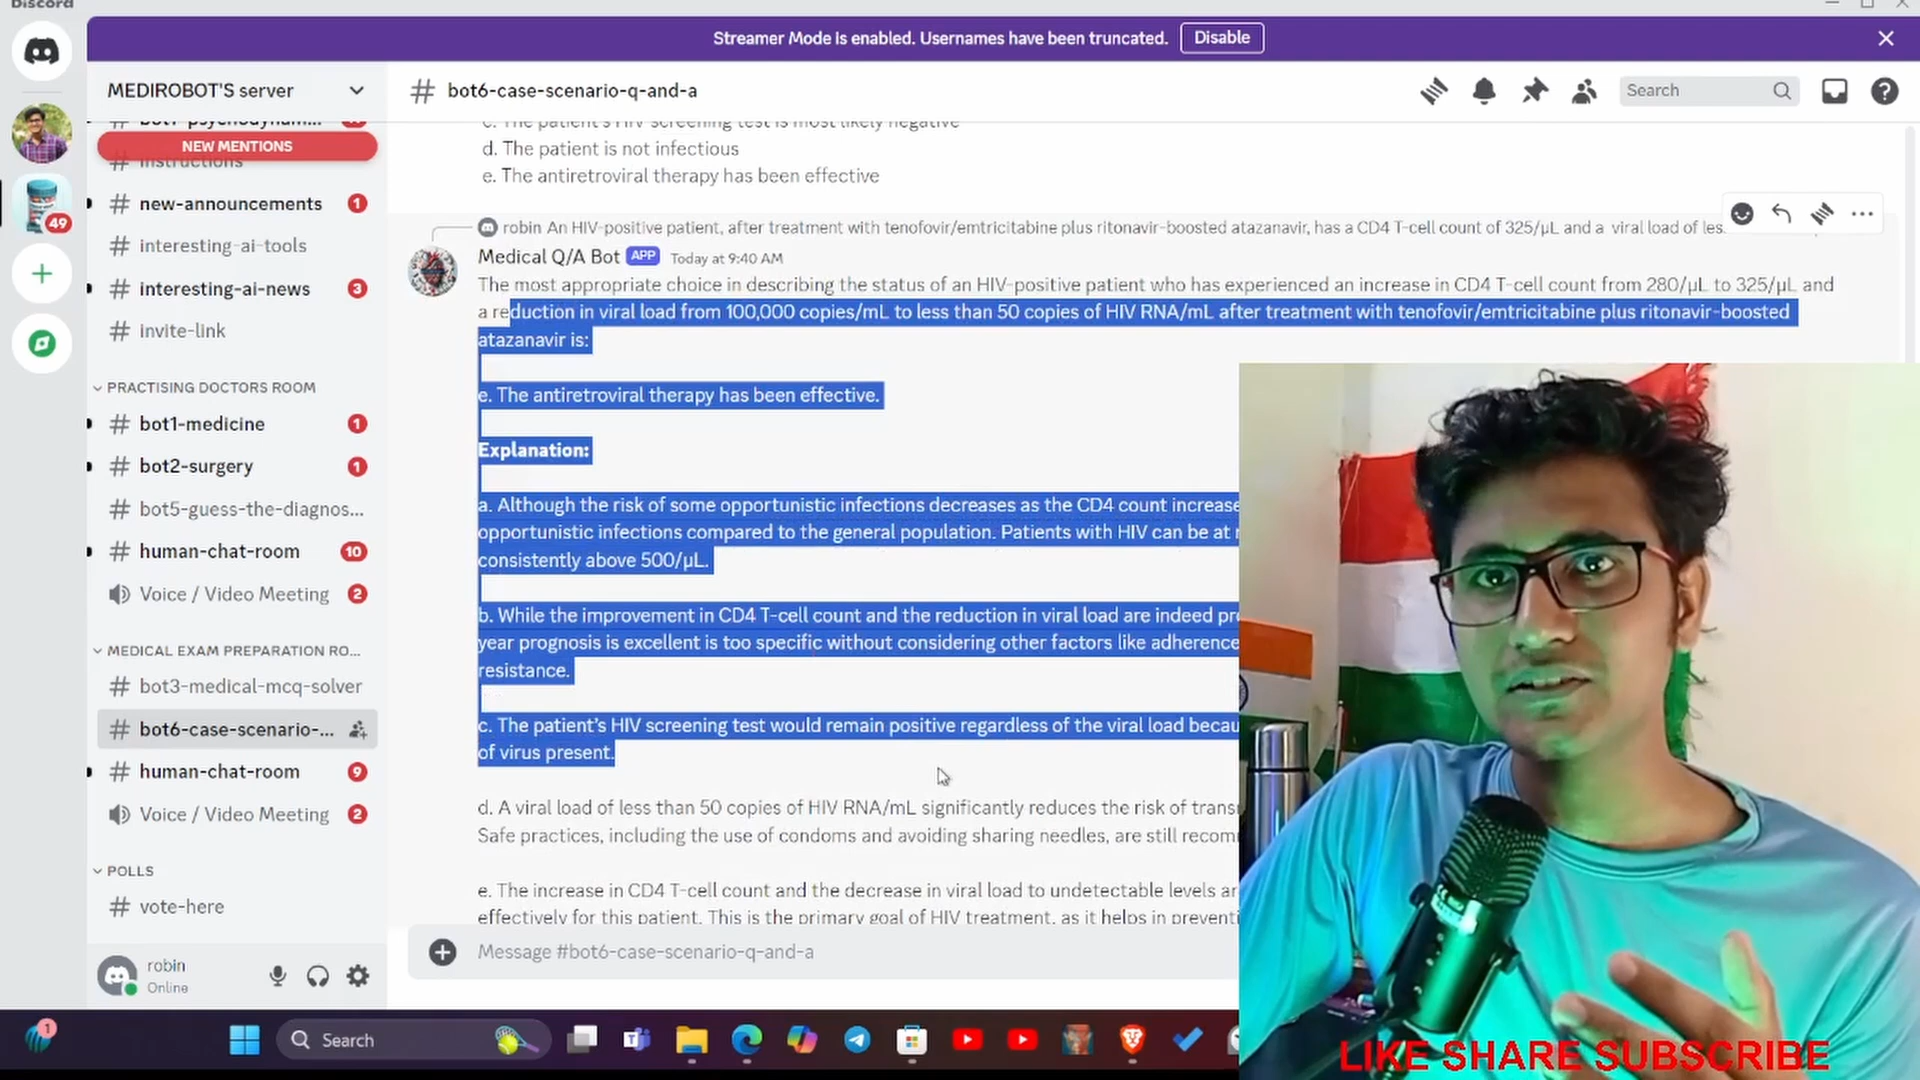 Discord
Streamer Mode is enabled. Usernames have been truncated.
Disable
MEDIROBOT'S server
NEW MENTIONS
instructions
new-announcements
1
interesting-ai-tools
interesting-ai-news
3
invite-link
PRACTISING DOCTORS ROOM
bot1-medicine
1
bot2-surgery
1
bot5-guess-the-diagnos...
human-chat-room
10
Voice / Video Meeting
2
MEDICAL EXAM PREPARATION RO...
bot3-medical-mcq-solver
bot6-case-scenario-...
human-chat-room
9
Voice / Video Meeting
2
POLLS
vote-here
robin
Online
49
bot6-case-scenario-q-and-a
Search
c. The patient's HIV screening test is most likely negative
d. The patient is not infectious
e. The antiretroviral therapy has been effective
robin An HIV-positive patient, after treatment with tenofovir/emtricitabine plus ritonavir-boosted atazanavir, has a CD4 T-cell count of 325/µL and a viral load of les
Medical Q/A Bot APP Today at 9:40 AM
The most appropriate choice in describing the status of an HIV-positive patient who has experienced an increase in CD4 T-cell count from 280/µL to 325/µL and
a reduction in viral load from 100,000 copies/mL to less than 50 copies of HIV RNA/mL after treatment with tenofovir/emtricitabine plus ritonavir-boosted
atazanavir is:
e. The antiretroviral therapy has been effective.
Explanation:
a. Although the risk of some opportunistic infections decreases as the CD4 count increase
opportunistic infections compared to the general population. Patients with HIV can be at
consistently above 500/µL.
b. While the improvement in CD4 T-cell count and the reduction in viral load are indeed pr
year prognosis is excellent is too specific without considering other factors like adherence
resistance.
c. The patient's HIV screening test would remain positive regardless of the viral load becau
of virus present.
d. A viral load of less than 50 copies of HIV RNA/mL significantly reduces the risk of trans
Safe practices, including the use of condoms and avoiding sharing needles, are still recom
e. The increase in CD4 T-cell count and the decrease in viral load to undetectable levels ar
effectively for this patient. This is the primary goal of HIV treatment, as it helps in preventi
Message #bot6-case-scenario-q-and-a
1
Search
LIKE SHARE SUBSCRIBE